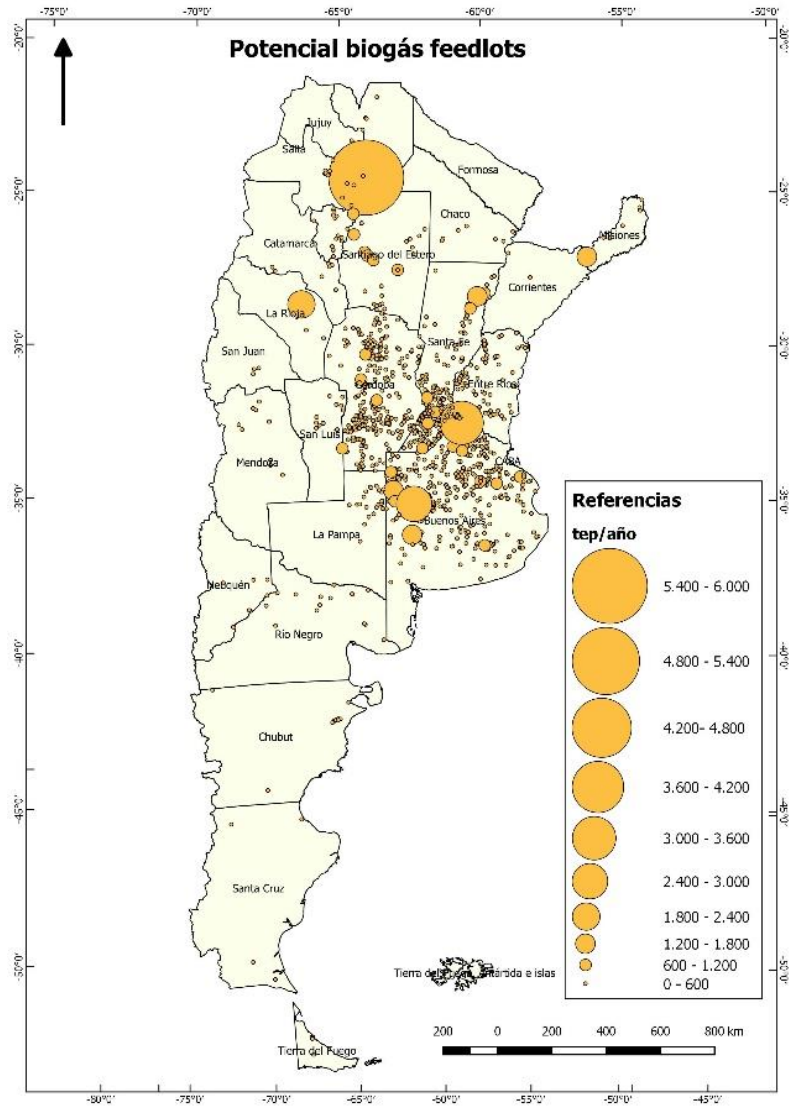 -75°0' -70°0' -65°0' -60°0' -55°0' -50°0'
Potencial biogás feedlots
-20°0' -20°0'
Jujuy
Salta
Formosa
-25°0' -25°0'
Chaco
Misiones
Catamarca
Santiago del Estero
Corrientes
La Rioja
-30°0' -30°0'
Santa Fe
San Juan
Córdoba
Entre Ríos
San Luis
Mendoza
CABA
-35°0' -35°0'
Buenos Aires
La Pampa
Neuquén
Río Negro
-40°0' -40°0'
Chubut
-45°0' -45°0'
Santa Cruz
Tierra del Fuego, Antártida e islas
-50°0' -50°0'
Tierra del Fuego
Referencias
tep/año
5.400 - 6.000
4.800 - 5.400
4.200- 4.800
3.600 - 4.200
3.000 - 3.600
2.400 - 3.000
1.800 - 2.400
1.200 - 1.800
600 - 1.200
0 - 600
200 0 200 400 600 800 km
-80°0' -75°0' -70°0' -65°0' -60°0' -55°0' -50°0' -45°0'